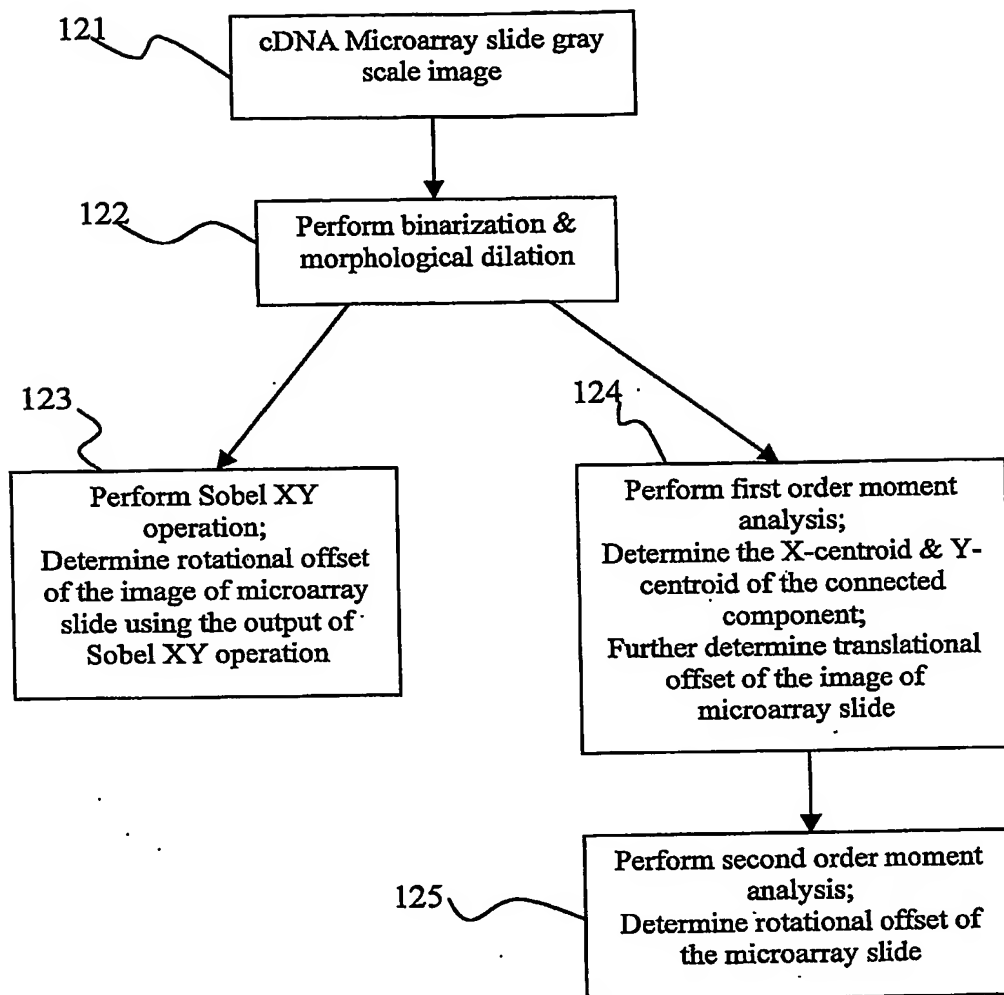 121
cDNA Microarray slide gray
scale image
122
Perform binarization &
morphological dilation
123
Perform Sobel XY
operation;
Determine rotational offset
of the image of microarray
slide using the output of
Sobel XY operation
124
Perform first order moment
analysis;
Determine the X-centroid & Y-
centroid of the connected
component;
Further determine translational
offset of the image of
microarray slide
125
Perform second order moment
analysis;
Determine rotational offset of
the microarray slide